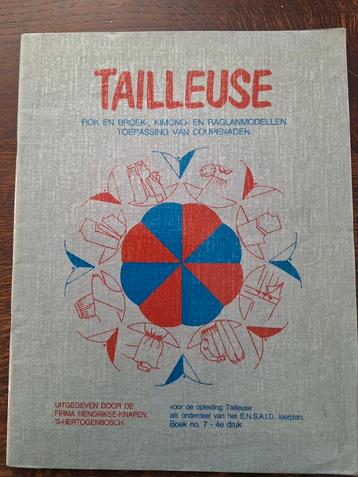 TAILLEUSE
ROK EN BROEK-, KIMONO- EN RAGLANMODELLEN.
TOEPASSING VAN COUPENADEN.
UITGEGEVEN DOOR DE
FIRMA HENDRIKSE-KNAPEN.
'S-HERTOGENBOSCH
voor de opleiding Tailleuse
als onderdeel van het E.N.S.A.I.D. leerplan.
Boek no. 7 - 4e druk